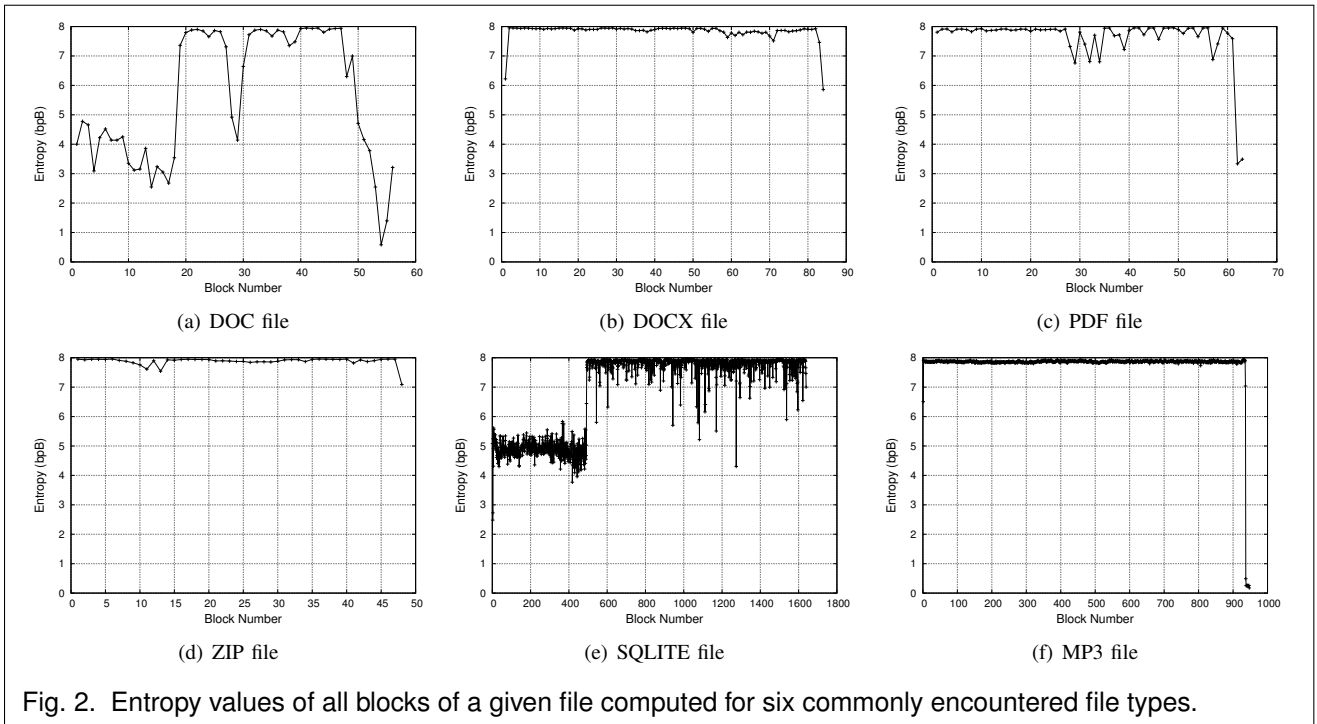 8
7
6
5
4
3
2
1
0
Entropy (bpB)
0 10 20 30 40 50 60
Block Number
(a) DOC file
8
7
6
5
4
3
2
1
0
Entropy (bpB)
0 10 20 30 40 50 60 70 80 90
Block Number
(b) DOCX file
8
7
6
5
4
3
2
1
0
Entropy (bpB)
0 10 20 30 40 50 60 70
Block Number
(c) PDF file
8
7
6
5
4
3
2
1
0
Entropy (bpB)
0 5 10 15 20 25 30 35 40 45 50
Block Number
(d) ZIP file
8
7
6
5
4
3
2
1
0
Entropy (bpB)
0 200 400 600 800 1000 1200 1400 1600 1800
Block Number
(e) SQLITE file
8
7
6
5
4
3
2
1
0
Entropy (bpB)
0 100 200 300 400 500 600 700 800 900 1000
Block Number
(f) MP3 file
Fig. 2. Entropy values of all blocks of a given file computed for six commonly encountered file types.